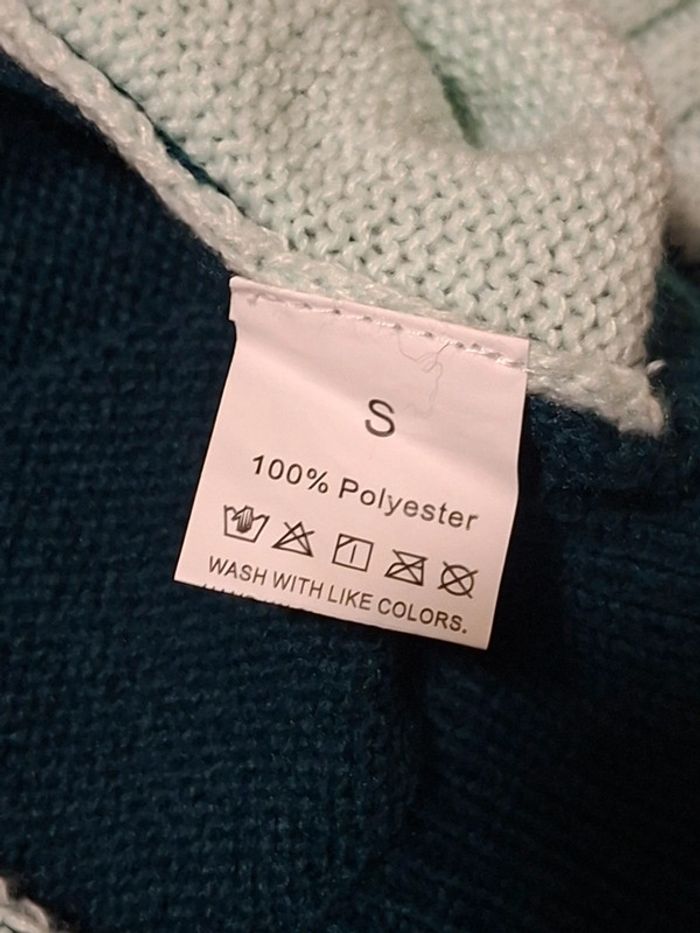 S
100% Polyester
WASH WITH LIKE COLORS.